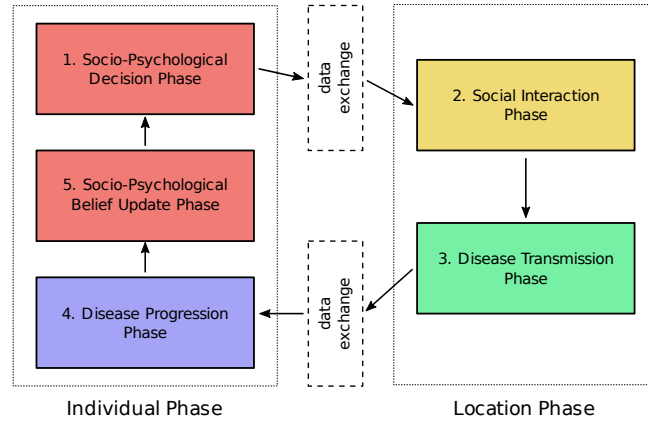 1. Socio-Psychological
Decision Phase
data
exchange
2. Social Interaction
Phase
5. Socio-Psychological
Belief Update Phase
3. Disease Transmission
Phase
4. Disease Progression
Phase
data
exchange
Individual Phase
Location Phase